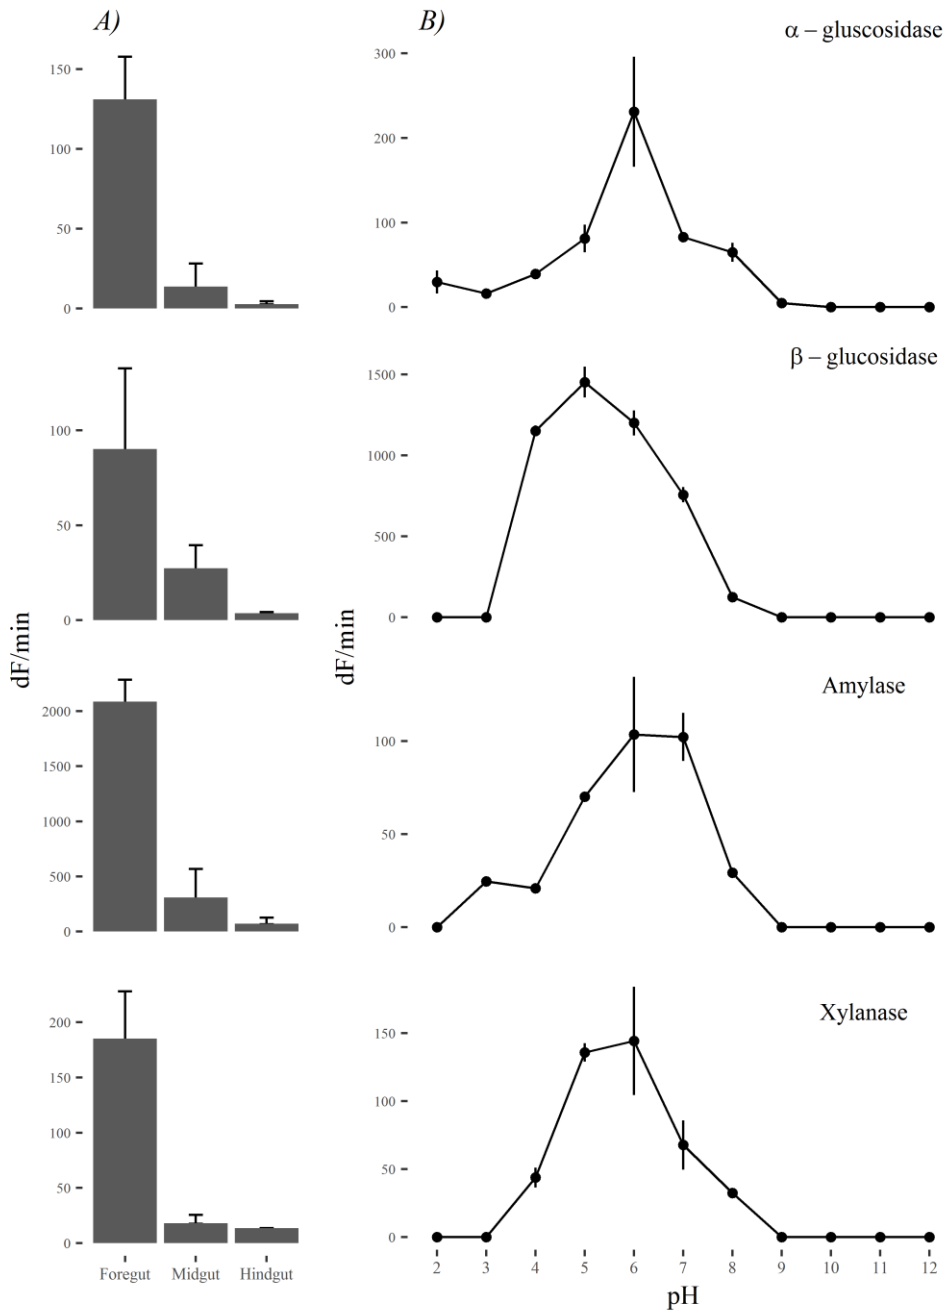 A)
B)
α – gluscosidase
150
100
50
0
300
200
100
0
β – glucosidase
100
50
0
1500
1000
500
0
dF/min
dF/min
Amylase
2000
1500
1000
500
0
100
50
0
Xylanase
200
150
100
50
0
150
100
50
0
Foregut Midgut Hindgut
2 3 4 5 6 7 8 9 10 11 12
pH